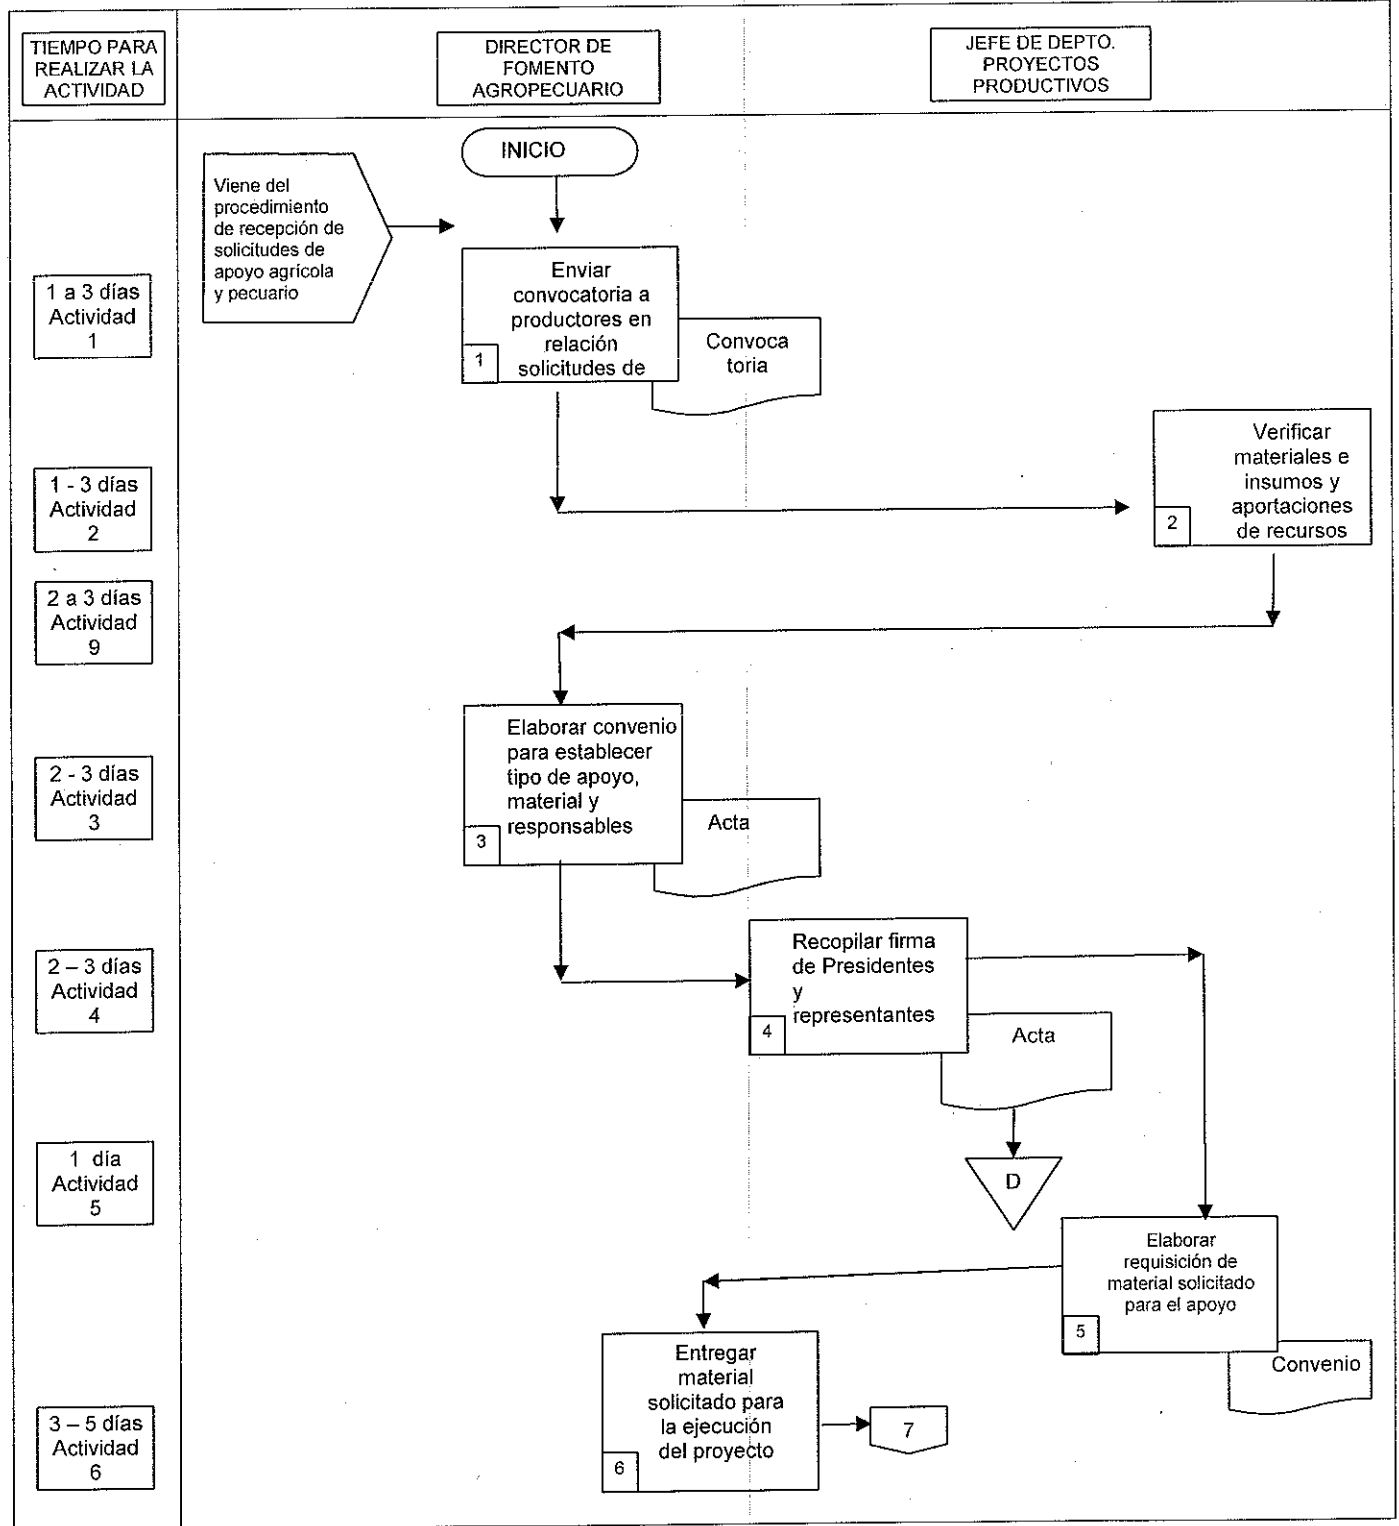 TIEMPO PARA
REALIZAR LA
ACTIVIDAD
DIRECTOR DE
FOMENTO
AGROPECUARIO
JEFE DE DEPTO.
PROYECTOS
PRODUCTIVOS
INICIO
Viene del
procedimiento
de recepción de
solicitudes de
apoyo agrícola
y pecuario
1 a 3 días
Actividad
1
Enviar
convocatoria a
productores en
relación
solicitudes de
1
Convoca
toria
1 - 3 días
Actividad
2
Verificar
materiales e
insumos y
aportaciones
de recursos
2
2 a 3 días
Actividad
9
2 - 3 días
Actividad
3
Elaborar convenio
para establecer
tipo de apoyo,
material y
responsables
3
Acta
2 – 3 días
Actividad
4
Recopilar firma
de Presidentes
y
representantes
4
Acta
D
1 día
Actividad
5
Elaborar
requisición de
material solicitado
para el apoyo
5
Convenio
3 – 5 días
Actividad
6
Entregar
material
solicitado para
la ejecución
del proyecto
6
7